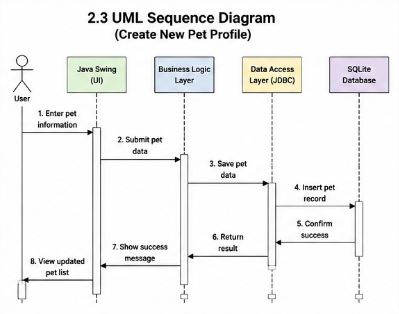 2.3 UML Sequence Diagram
(Create New Pet Profile)
User
Java Swing
(UI)
Business Logic
Layer
Data Access
Layer (JDBC)
SQLite
Database
1. Enter pet
information
2. Submit pet
data
3. Save pet
data
4. Insert pet
record
5. Confirm
success
6. Return
result
7. Show success
message
8. View updated
pet list